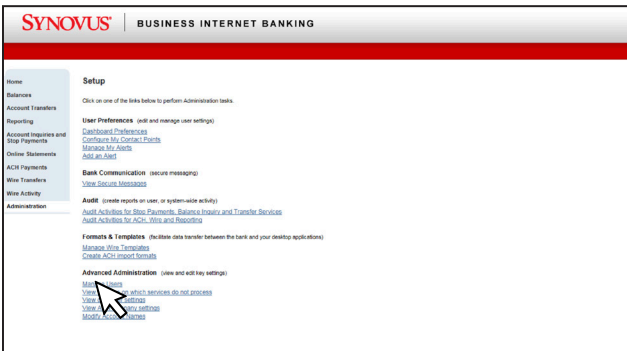 SYNOVUS® | BUSINESS INTERNET BANKING
Home
Balances
Account Transfers
Reporting
Account Inquiries and
Stop Payments
Online Statements
ACH Payments
Wire Transfers
Wire Activity
Administration
Setup
Click on one of the links below to perform Administration tasks.
User Preferences (edit and manage user settings)
Dashboard Preferences
Configure My Contact Points
Manage My Alerts
Add an Alert
Bank Communication (secure messaging)
View Secure Messages
Audit (create reports on user, or system-wide activity)
Audit Activities for Stop Payments, Balance Inquiry and Transfer Services
Audit Activities for ACH, Wire and Reporting
Formats & Templates (facilitate data transfer between the bank and your desktop applications)
Manage Wire Templates
Create ACH import formats
Advanced Administration (view and edit key settings)
Users
View on which services do not process
View settings
View settings
Modify Names